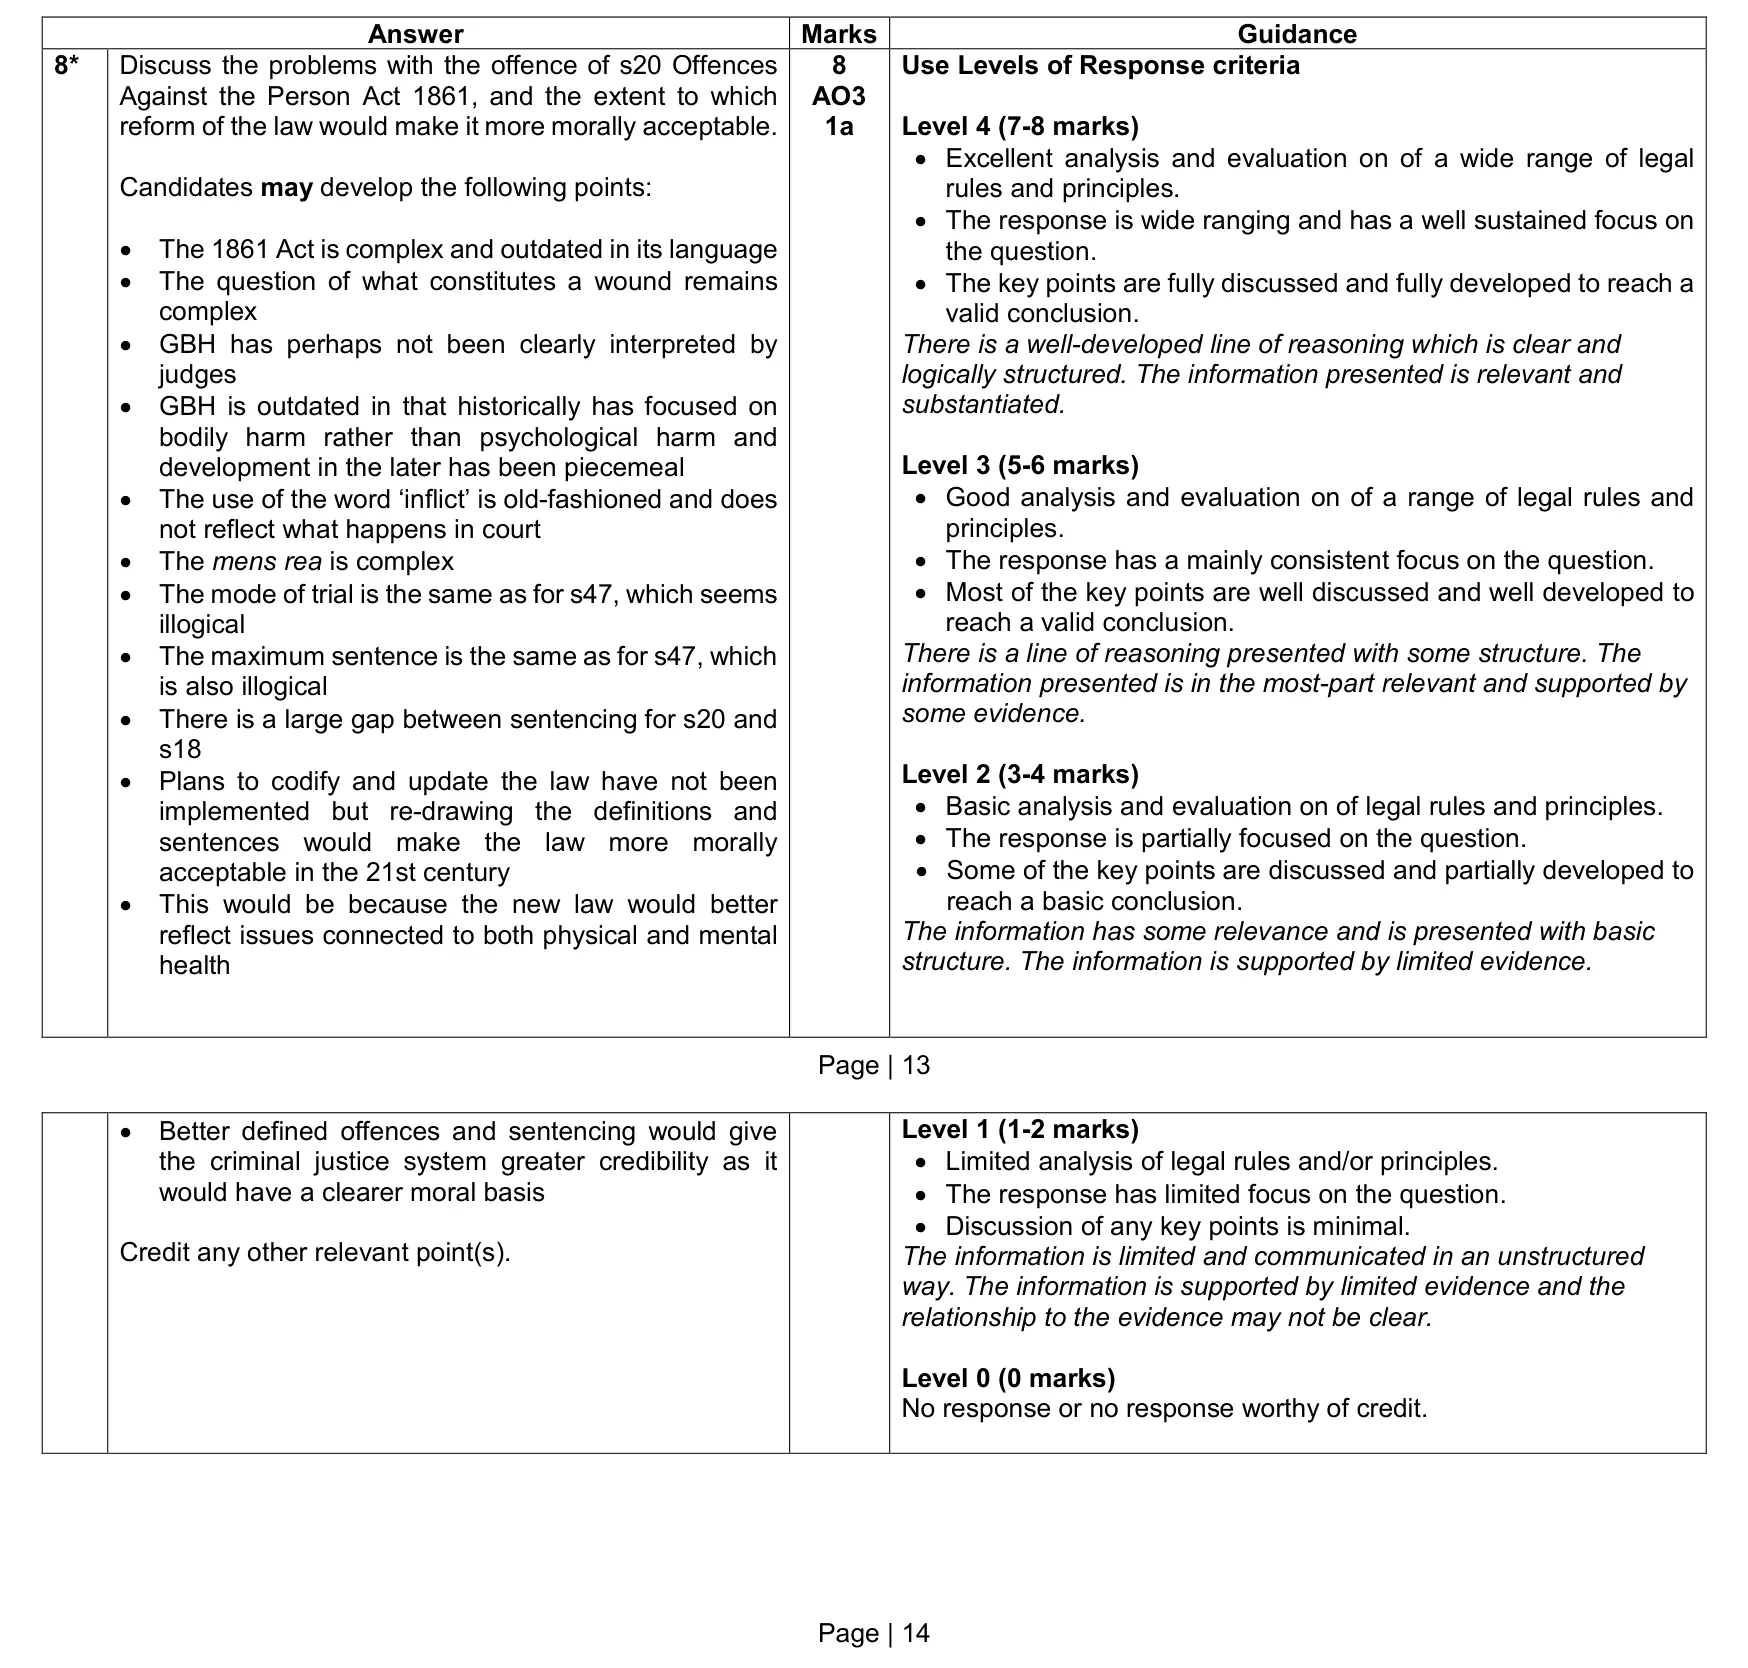 Answer Marks Guidance
8* Discuss the problems with the offence of s20 Offences
Against the Person Act 1861, and the extent to which
reform of the law would make it more morally acceptable.
Candidates may develop the following points:
• The 1861 Act is complex and outdated in its language
• The question of what constitutes a wound remains
complex
• GBH has perhaps not been clearly interpreted by
judges
• GBH is outdated in that historically has focused on
bodily harm rather than psychological harm and
development in the later has been piecemeal
• The use of the word ‘inflict’ is old-fashioned and does
not reflect what happens in court
• The mens rea is complex
• The mode of trial is the same as for s47, which seems
illogical
• The maximum sentence is the same as for s47, which
is also illogical
• There is a large gap between sentencing for s20 and
s18
• Plans to codify and update the law have not been
implemented but re-drawing the definitions and
sentences would make the law more morally
acceptable in the 21st century
• This would be because the new law would better
reflect issues connected to both physical and mental
health
8
AO3
1a
Use Levels of Response criteria
Level 4 (7-8 marks)
• Excellent analysis and evaluation on of a wide range of legal
rules and principles.
• The response is wide ranging and has a well sustained focus on
the question.
• The key points are fully discussed and fully developed to reach a
valid conclusion.
There is a well-developed line of reasoning which is clear and
logically structured. The information presented is relevant and
substantiated.
Level 3 (5-6 marks)
• Good analysis and evaluation on of a range of legal rules and
principles.
• The response has a mainly consistent focus on the question.
• Most of the key points are well discussed and well developed to
reach a valid conclusion.
There is a line of reasoning presented with some structure. The
information presented is in the most-part relevant and supported by
some evidence.
Level 2 (3-4 marks)
• Basic analysis and evaluation on of legal rules and principles.
• The response is partially focused on the question.
• Some of the key points are discussed and partially developed to
reach a basic conclusion.
The information has some relevance and is presented with basic
structure. The information is supported by limited evidence.
Page | 13
• Better defined offences and sentencing would give
the criminal justice system greater credibility as it
would have a clearer moral basis
Credit any other relevant point(s).
Level 1 (1-2 marks)
• Limited analysis of legal rules and/or principles.
• The response has limited focus on the question.
• Discussion of any key points is minimal.
The information is limited and communicated in an unstructured
way. The information is supported by limited evidence and the
relationship to the evidence may not be clear.
Level 0 (0 marks)
No response or no response worthy of credit.
Page | 14